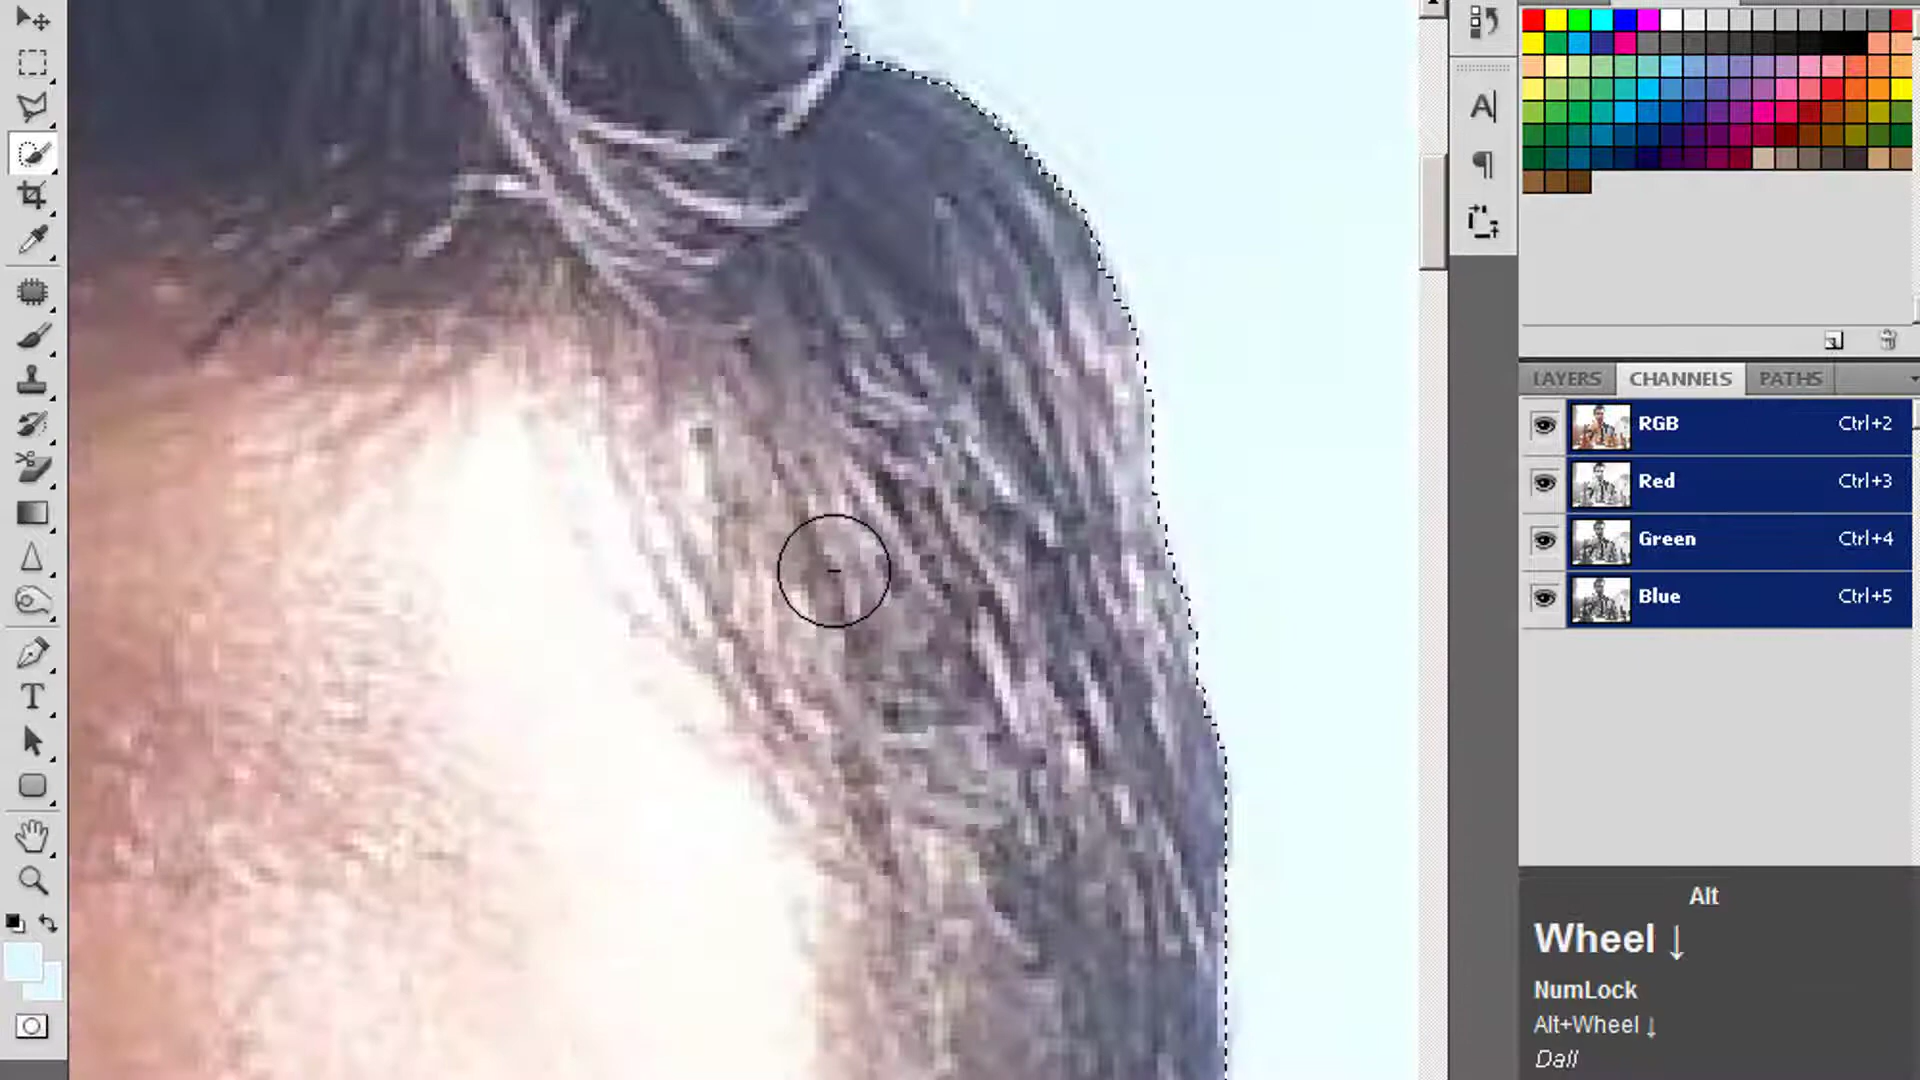 A
¶
T
LAYERS CHANNELS PATHS
RGB Ctrl+2
Red Ctrl+3
Green Ctrl+4
Blue Ctrl+5
Alt
Wheel ↓
NumLock
Alt+Wheel ↓
Dall